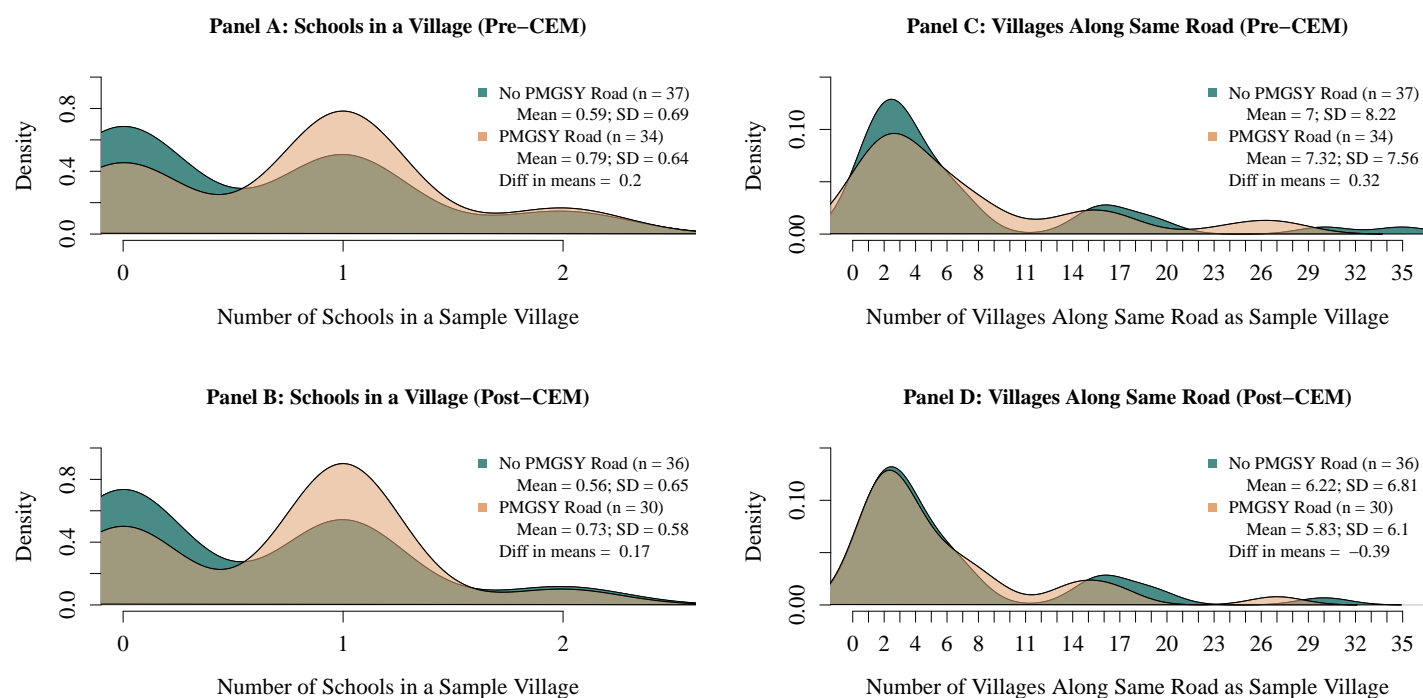 Panel A: Schools in a Village (Pre−CEM)
Density
0.0 0.4 0.8
No PMGSY Road (n = 37)
Mean = 0.59; SD = 0.69
PMGSY Road (n = 34)
Mean = 0.79; SD = 0.64
Diff in means = 0.2
0 1 2
Number of Schools in a Sample Village
Panel C: Villages Along Same Road (Pre−CEM)
Density
0.00 0.10
No PMGSY Road (n = 37)
Mean = 7; SD = 8.22
PMGSY Road (n = 34)
Mean = 7.32; SD = 7.56
Diff in means = 0.32
0 2 4 6 8 11 14 17 20 23 26 29 32 35
Number of Villages Along Same Road as Sample Village
Panel B: Schools in a Village (Post−CEM)
Density
0.0 0.4 0.8
No PMGSY Road (n = 36)
Mean = 0.56; SD = 0.65
PMGSY Road (n = 30)
Mean = 0.73; SD = 0.58
Diff in means = 0.17
0 1 2
Number of Schools in a Sample Village
Panel D: Villages Along Same Road (Post−CEM)
Density
0.00 0.10
No PMGSY Road (n = 36)
Mean = 6.22; SD = 6.81
PMGSY Road (n = 30)
Mean = 5.83; SD = 6.1
Diff in means = −0.39
0 2 4 6 8 11 14 17 20 23 26 29 32 35
Number of Villages Along Same Road as Sample Village